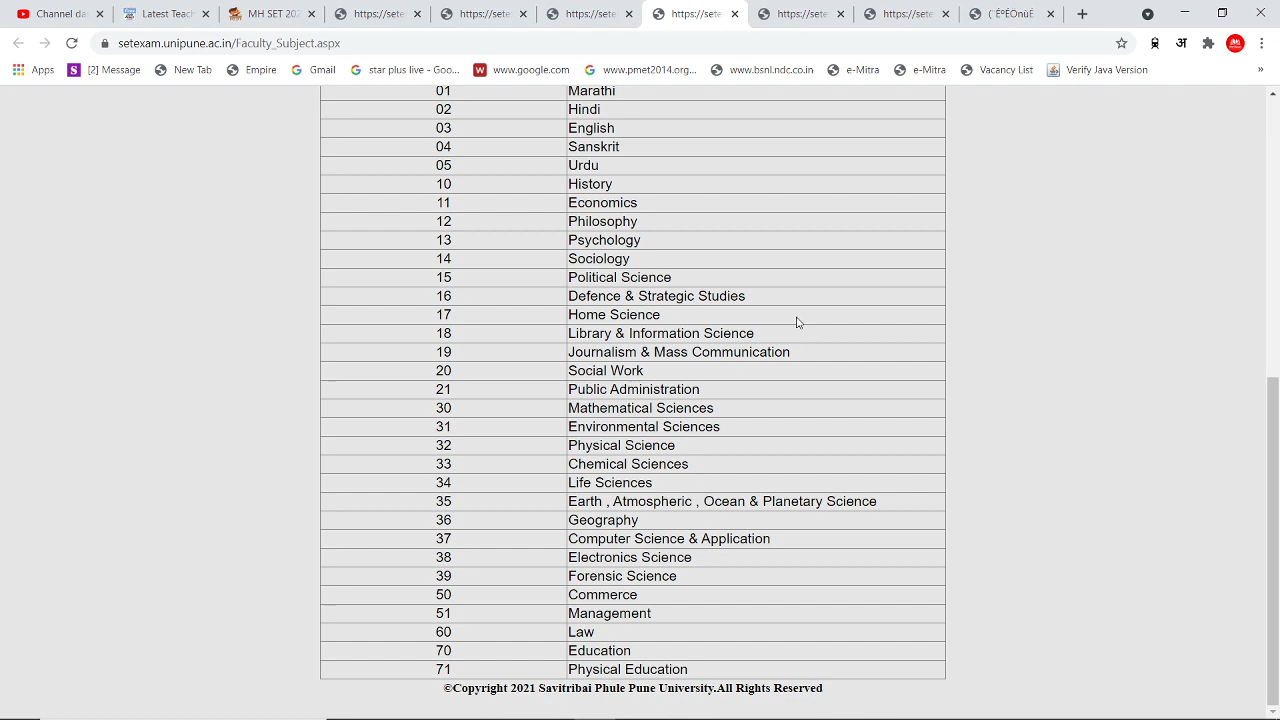 Channel da
Latest Teach
MH SET 202
https://sete
https://sete
https://sete
https://sete
https://sete
https://sete
setexam.unipune.ac.in/Faculty_Subject.aspx
अ
Apps
[2] Message
New Tab
Empire
Gmail
star plus live - Goo...
www.google.com
www.pmet2014.org...
www.bsnl.ndc.co.in
e-Mitra
e-Mitra
Vacancy List
Verify Java Version
»
01 Marathi
02 Hindi
03 English
04 Sanskrit
05 Urdu
10 History
11 Economics
12 Philosophy
13 Psychology
14 Sociology
15 Political Science
16 Defence & Strategic Studies
17 Home Science
18 Library & Information Science
19 Journalism & Mass Communication
20 Social Work
21 Public Administration
30 Mathematical Sciences
31 Environmental Sciences
32 Physical Science
33 Chemical Sciences
34 Life Sciences
35 Earth , Atmospheric , Ocean & Planetary Science
36 Geography
37 Computer Science & Application
38 Electronics Science
39 Forensic Science
50 Commerce
51 Management
60 Law
70 Education
71 Physical Education
©Copyright 2021 Savitribai Phule Pune University.All Rights Reserved